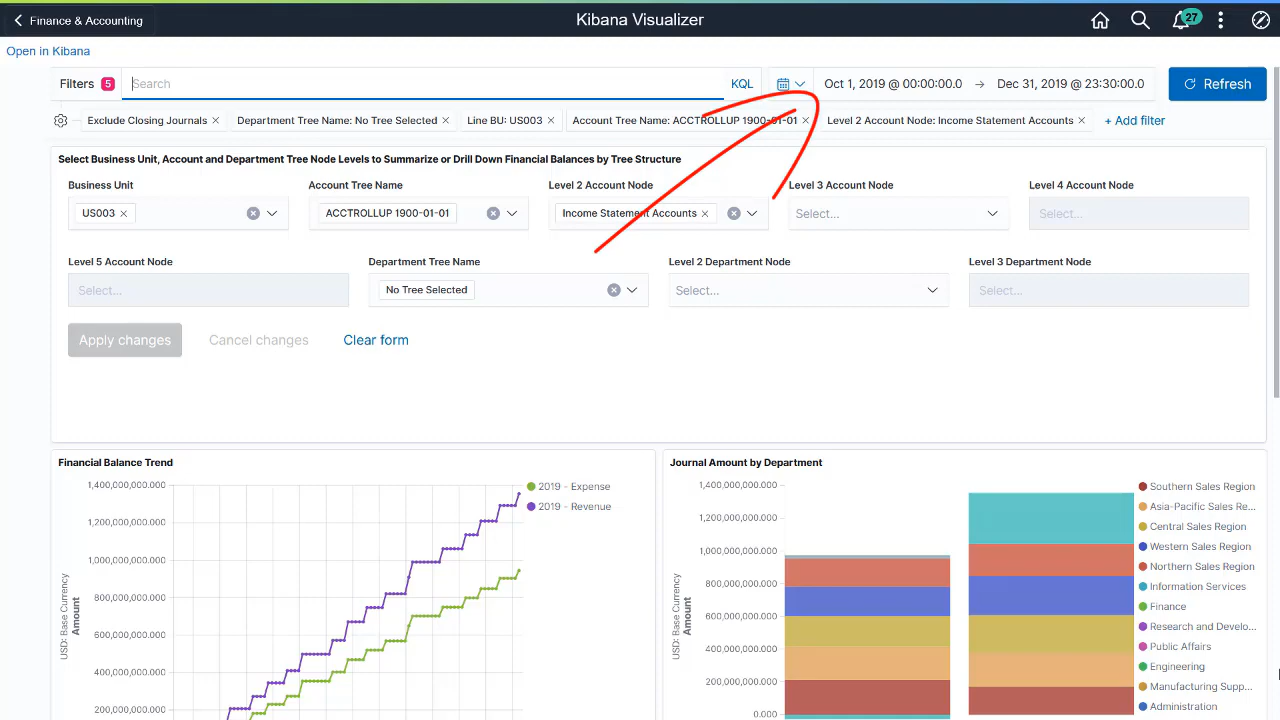 Finance & Accounting
Kibana Visualizer
27
Open in Kibana
Filters 5 Search KQL Oct 1, 2019 @ 00:00:00.0 → Dec 31, 2019 @ 23:30:00.0 Refresh
Exclude Closing Journals × Department Tree Name: No Tree Selected × Line BU: US003 × Account Tree Name: ACCTROLLUP 1900-01-01 × Level 2 Account Node: Income Statement Accounts × + Add filter
Select Business Unit, Account and Department Tree Node Levels to Summarize or Drill Down Financial Balances by Tree Structure
Business Unit Account Tree Name Level 2 Account Node Level 3 Account Node Level 4 Account Node
US003 × ACCTROLLUP 1900-01-01 Income Statement Accounts × Select... Select...
Level 5 Account Node Department Tree Name Level 2 Department Node Level 3 Department Node
Select... No Tree Selected Select... Select...
Apply changes Cancel changes Clear form
Financial Balance Trend
1,400,000,000.000
1,200,000,000.000
1,000,000,000.000
800,000,000.000
600,000,000.000
400,000,000.000
200,000,000.000
USD: Base Currency
Amount
2019 - Expense
2019 - Revenue
Journal Amount by Department
1,400,000,000.000
1,200,000,000.000
1,000,000,000.000
800,000,000.000
600,000,000.000
400,000,000.000
200,000,000.000
0.000
USD: Base Currency
Amount
Southern Sales Region
Asia-Pacific Sales Re...
Central Sales Region
Western Sales Region
Northern Sales Region
Information Services
Finance
Research and Develo...
Public Affairs
Engineering
Manufacturing Supp...
Administration